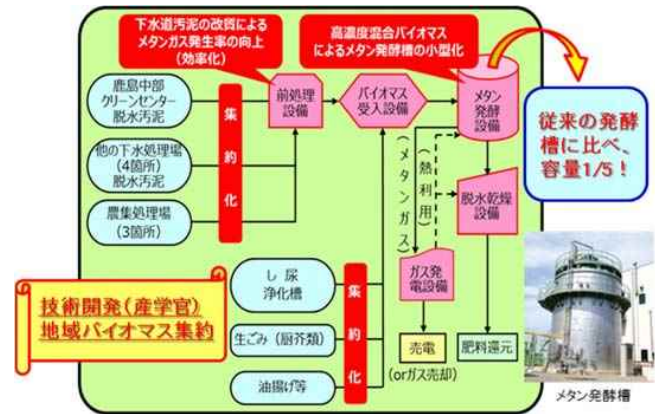 下水道汚泥の改質による
メタンガス発生率の向上
(効率化)
高濃度混合バイオマス
によるメタン発酵槽の小型化
鹿島中部
クリーンセンター
脱水汚泥
他の下水処理場
(4箇所)
脱水汚泥
農集処理場
(3箇所)
集約化
前処理
設備
バイオマス
受入設備
メタン
発酵
設備
従来の発酵
槽に比べ、
容量1/5!
(メタンガス)
(熱利用)
脱水乾燥
設備
ガス発
電設備
技術開発(産学官)
地域バイオマス集約
し 尿
浄化槽
生ごみ(厨芥類)
油揚げ等
集約化
売電
(orガス売却)
肥料還元
メタン発酵槽